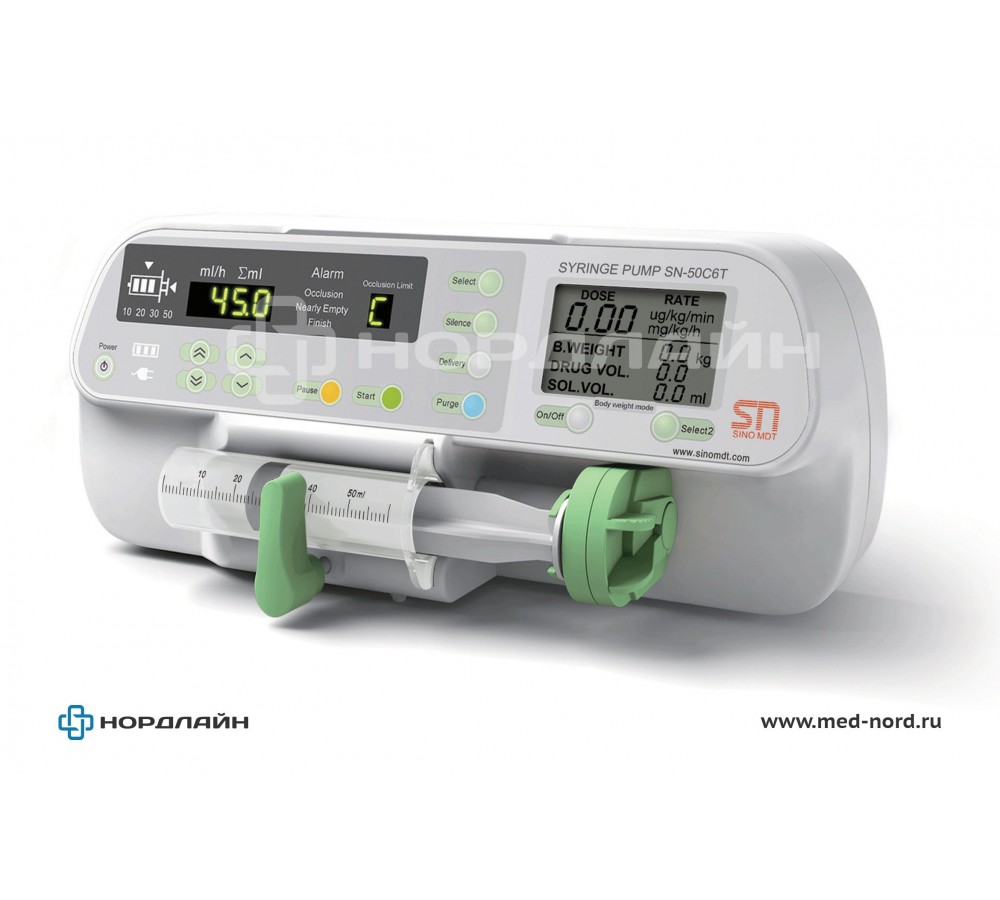 SYRINGE PUMP SN-50C6T
ml/h Σml
Alarm
Occlusion Limit
Occlusion
Nearly Empty
Finish
45.0
C
10 20 30 50
Power
Select
Silence
Delivery
Purge
Pause
Start
DOSE
RATE
0.00
ug/kg/min
mg/kg/h
B.WEIGHT 0.0 kg
DRUG VOL. 0.0
SOL.VOL. 0.0 ml
Body weight mode
On/Off
Select2
SN
SINO MDT
www.sinomdt.com
10 20 40 50ml
НОРДЛАЙН
НОРДЛАЙН
www.med-nord.ru